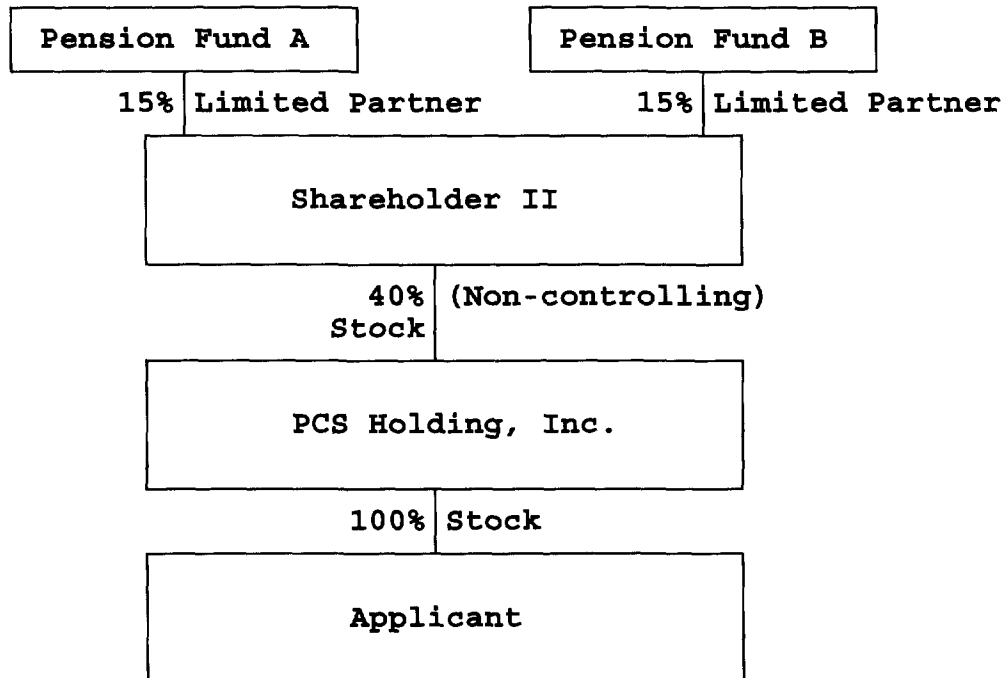 Pension Fund A
Pension Fund B
15% Limited Partner
15% Limited Partner
Shareholder II
40% (Non-controlling)
Stock
PCS Holding, Inc.
100% Stock
Applicant